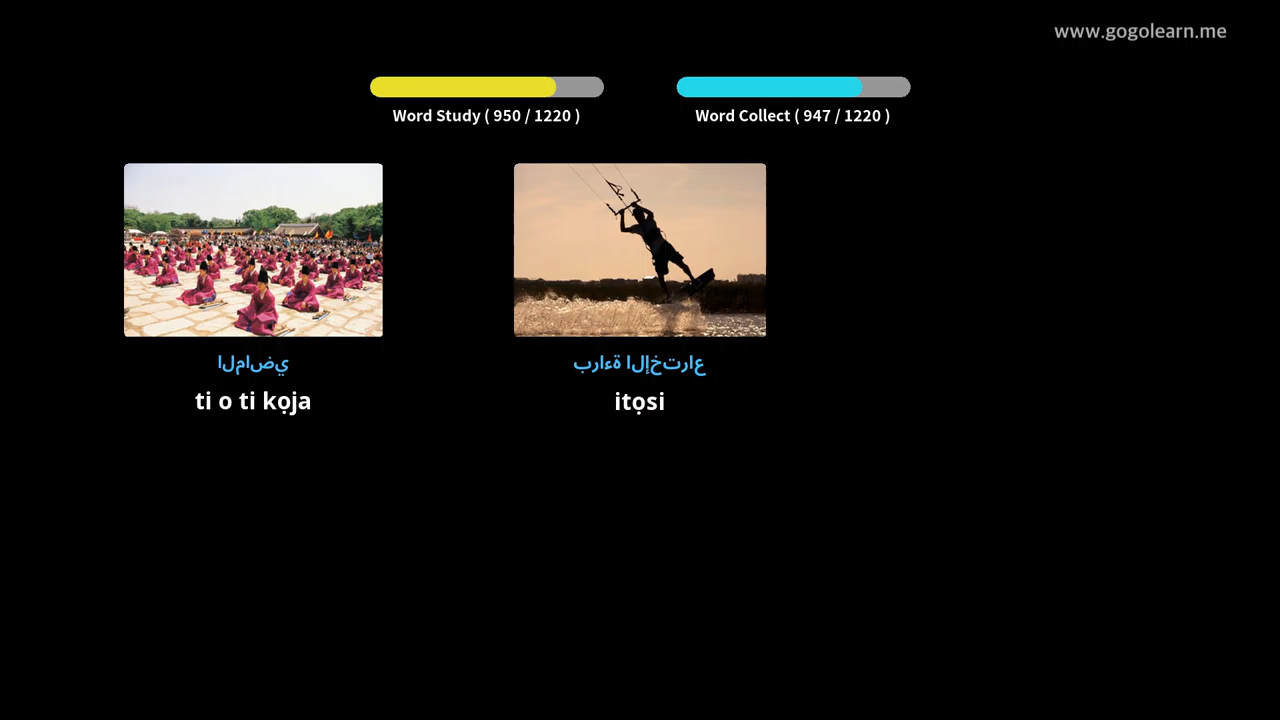 www.gogolearn.me
Word Study ( 950 / 1220 )
Word Collect ( 947 / 1220 )
الماضي
براءة الإختراع
ti o ti kọja
itọsi